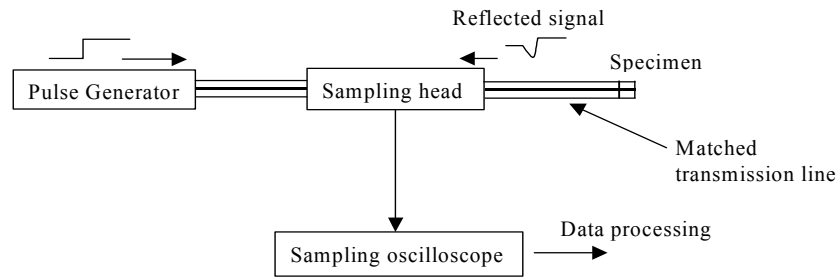 Reflected signal
Specimen
Pulse Generator
Sampling head
Matched
transmission line
Data processing
Sampling oscilloscope